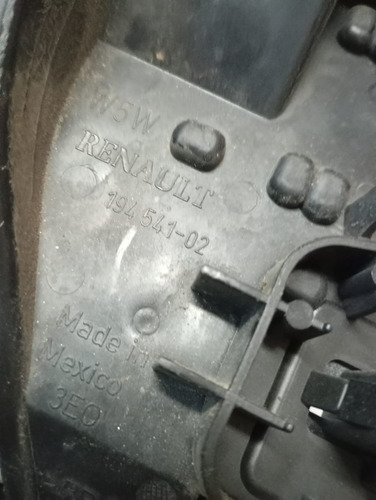 W5W
RENAULT
194 541-02
Made in
Mexico
3EO